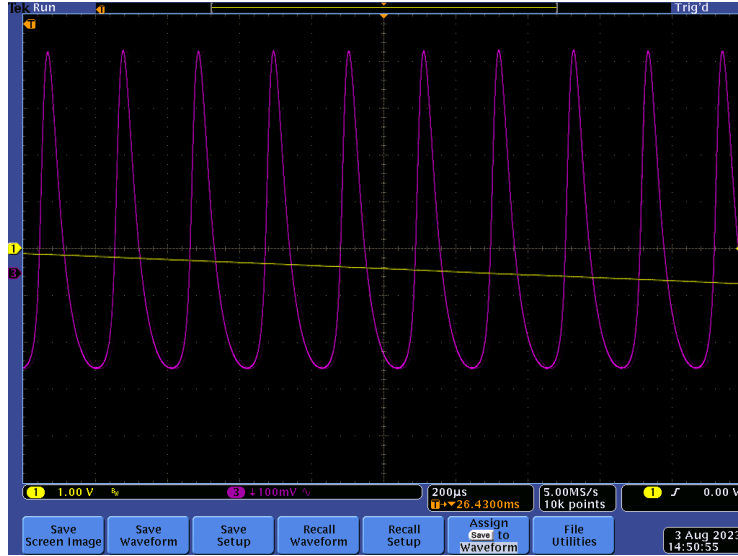 Tek Run Trig'd
T
T
1
3
1 1.00 V BW 3 ↓100mV ∿ 200µs 5.00MS/s 1 ƒ 0.00 V
T→▼26.4300ms 10k points
Save Screen Image
Save Waveform
Save Setup
Recall Waveform
Recall Setup
Assign Save to Waveform
File Utilities
3 Aug 2023
14:50:55